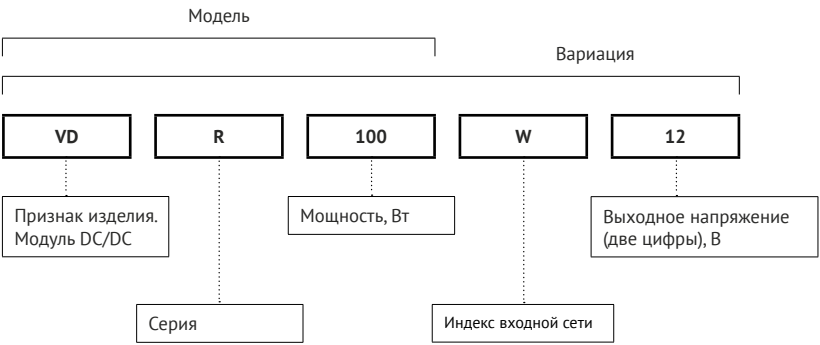 Модель
Вариация
VD
R
100
W
12
Признак изделия.
Модуль DC/DC
Мощность, Вт
Выходное напряжение
(две цифры), В
Серия
Индекс входной сети